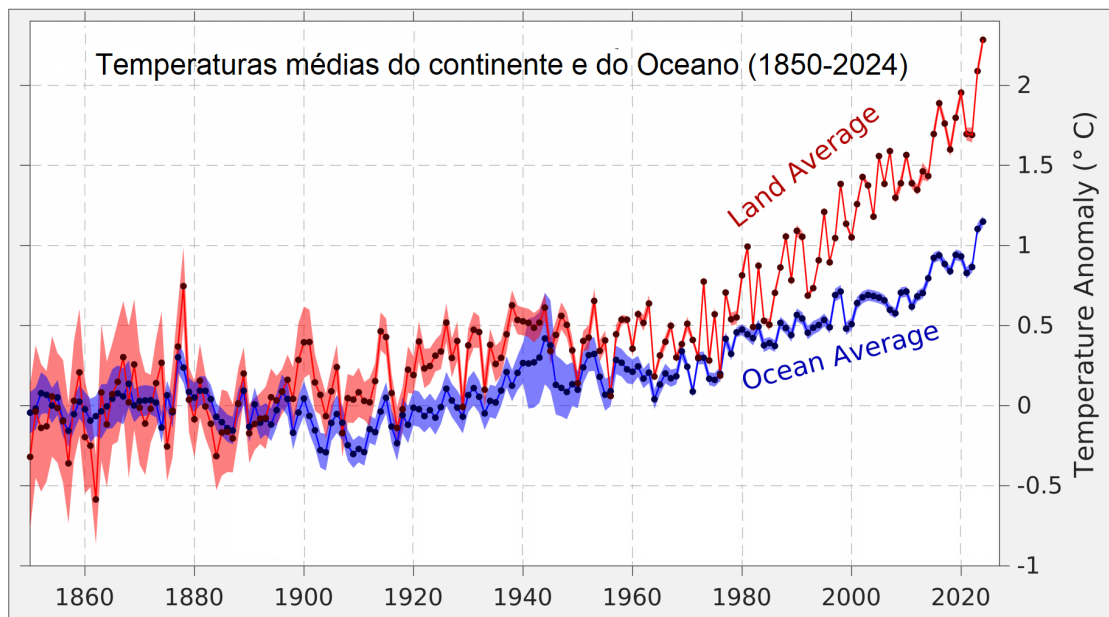 Temperaturas médias do continente e do Oceano (1850-2024)
Land Average
Ocean Average
2
1.5
1
0.5
0
-0.5
-1
Temperature Anomaly (° C)
1860 1880 1900 1920 1940 1960 1980 2000 2020